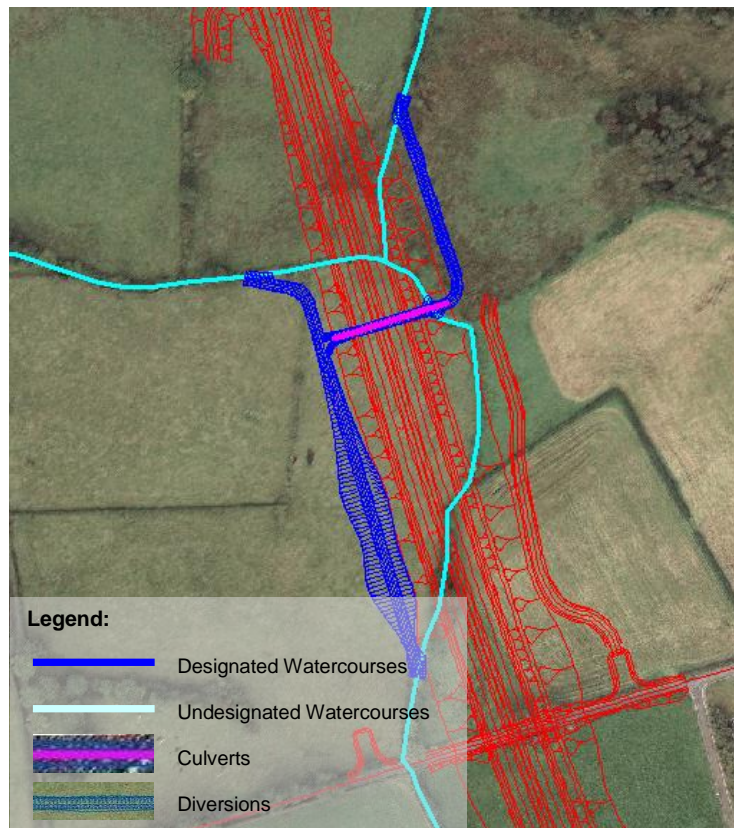 Legend:
Designated Watercourses
Undesignated Watercourses
Culverts
Diversions